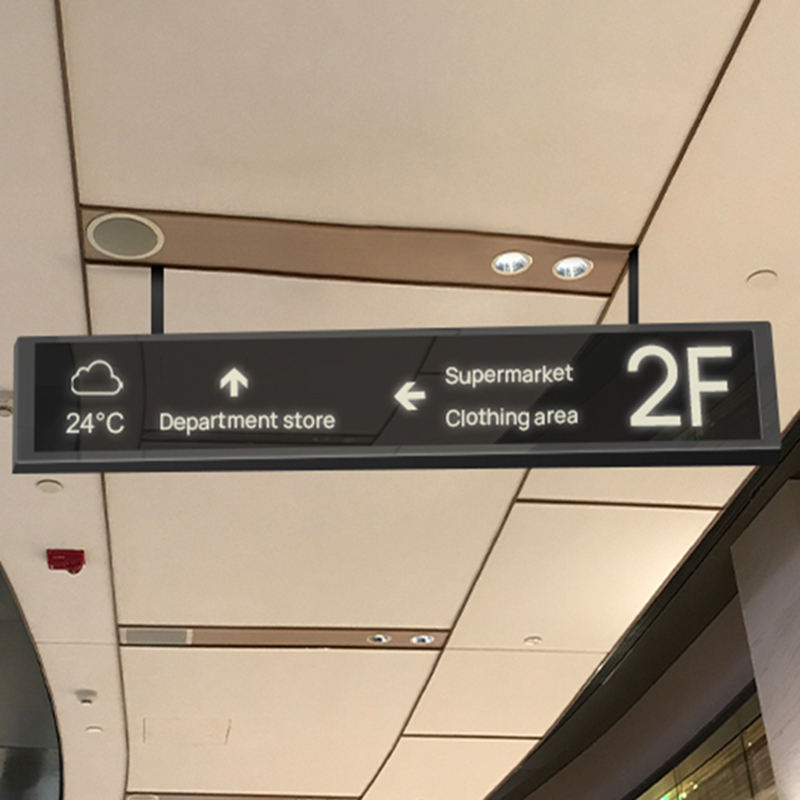 24°C
Department store
Supermarket
Clothing area
2F